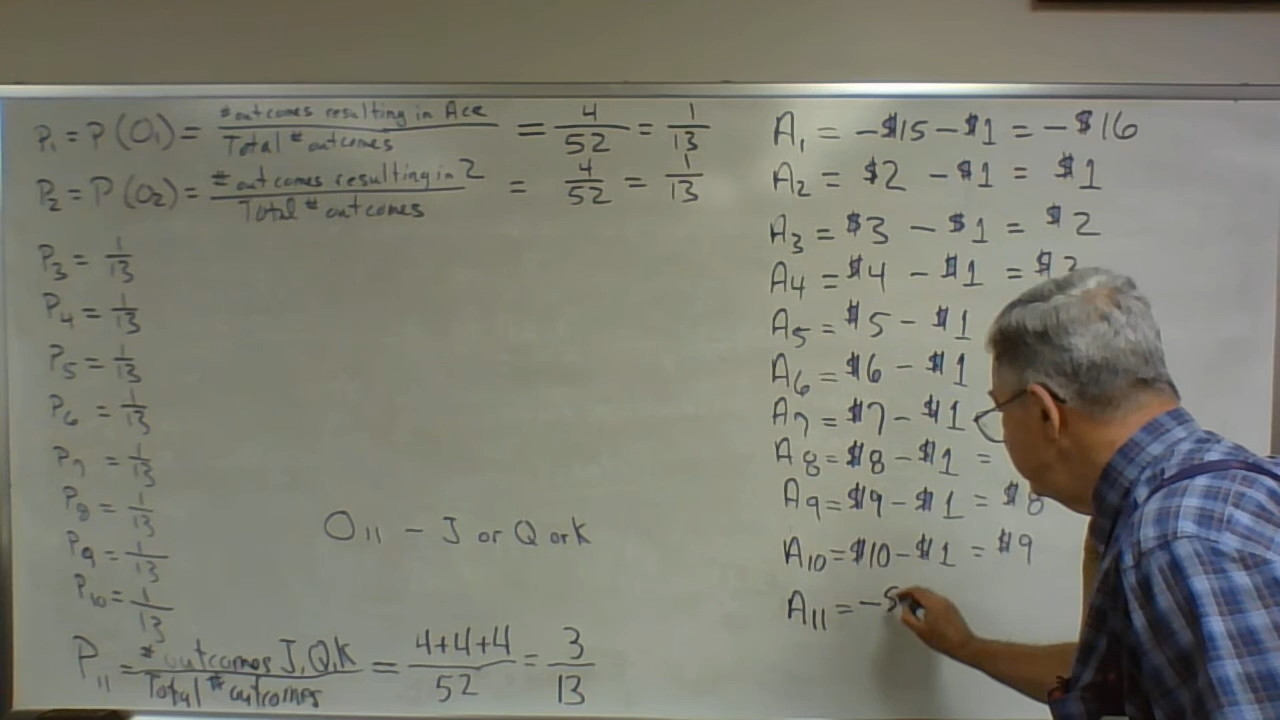 P₁ = P(O₁) = # outcomes resulting in Ace / Total # outcomes = 4/52 = 1/13
P₂ = P(O₂) = # outcomes resulting in 2 / Total # outcomes = 4/52 = 1/13
P₃ = 1/13
P₄ = 1/13
P₅ = 1/13
P₆ = 1/13
P₇ = 1/13
P₈ = 1/13
P₉ = 1/13
P₁₀ = 1/13
O₁₁ – J or Q or K
P₁₁ = # outcomes J, Q, K / Total # outcomes = 4+4+4/52 = 3/13
A₁ = -$15 - $1 = -$16
A₂ = $2 - $1 = $1
A₃ = $3 - $1 = $2
A₄ = $4 - $1 = $3
A₅ = $5 - $1
A₆ = $6 - $1
A₇ = $7 - $1
A₈ = $8 - $1 =
A₉ = $9 - $1 = $8
A₁₀ = $10 - $1 = $9
A₁₁ = -